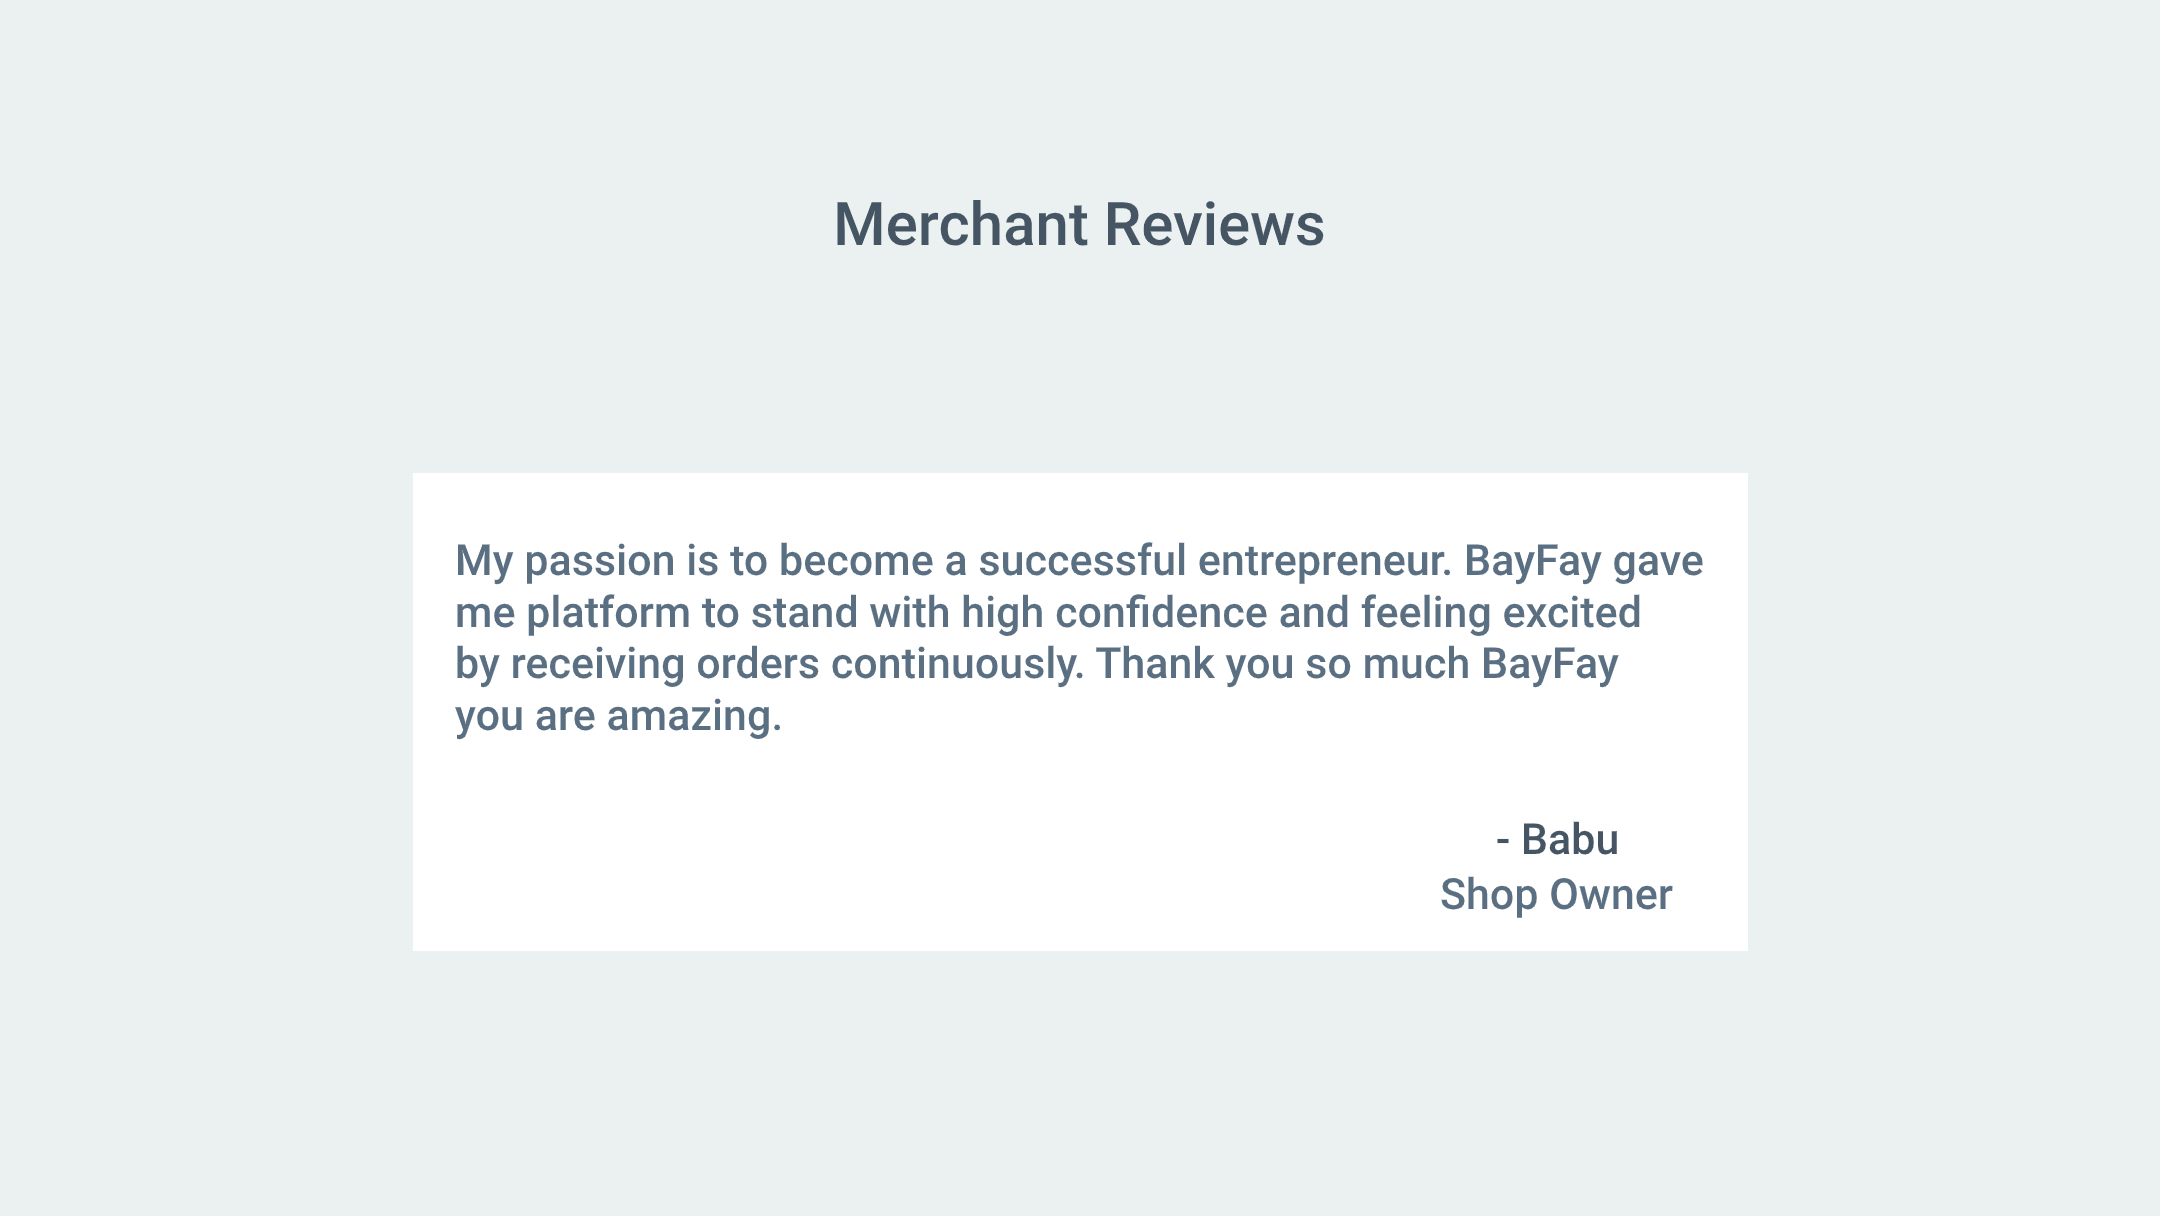 Merchant Reviews
My passion is to become a successful entrepreneur. BayFay gave
me platform to stand with high confidence and feeling excited
by receiving orders continuously. Thank you so much BayFay
you are amazing.
- Babu
Shop Owner